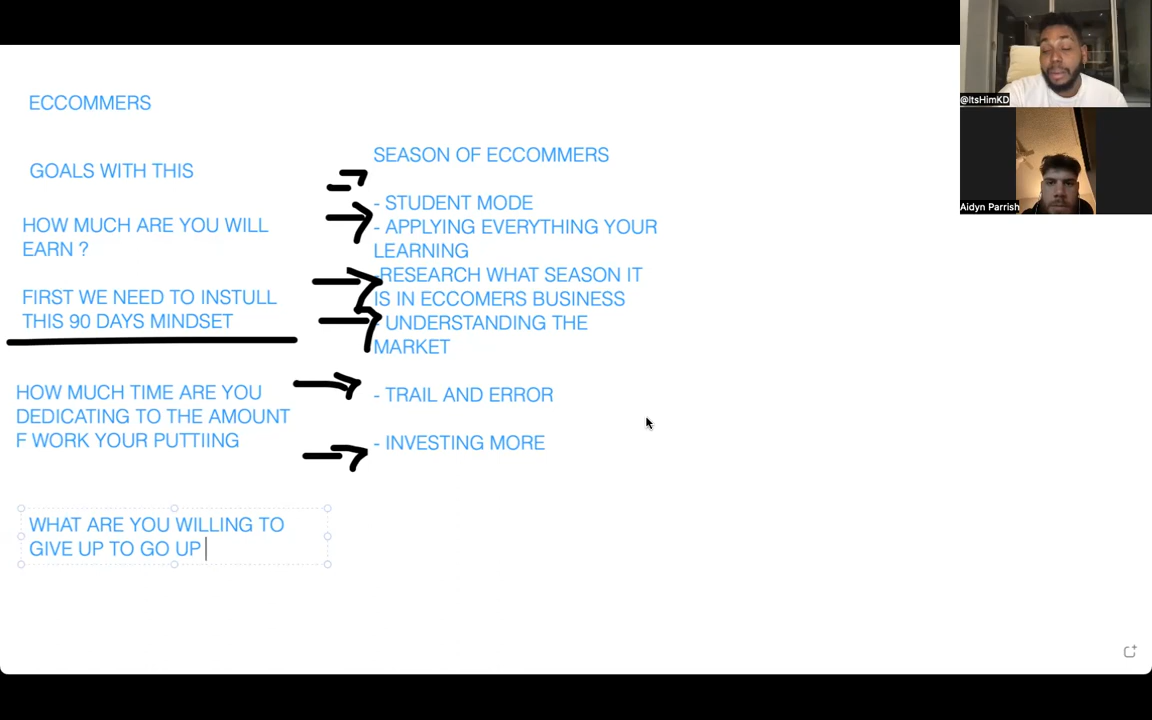 ECCOMMERS
GOALS WITH THIS
HOW MUCH ARE YOU WILL
EARN ?
FIRST WE NEED TO INSTULL
THIS 90 DAYS MINDSET
HOW MUCH TIME ARE YOU
DEDICATING TO THE AMOUNT
F WORK YOUR PUTTIING
WHAT ARE YOU WILLING TO
GIVE UP TO GO UP
SEASON OF ECCOMMERS
- STUDENT MODE
- APPLYING EVERYTHING YOUR
LEARNING
-RESEARCH WHAT SEASON IT
IS IN ECCOMERS BUSINESS
- UNDERSTANDING THE
MARKET
- TRAIL AND ERROR
- INVESTING MORE
@ItsHimKD
Aidyn Parrish